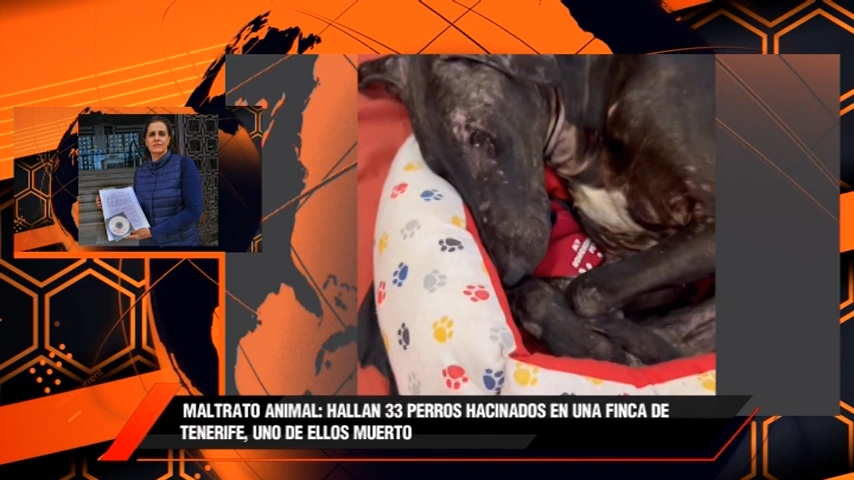 MALTRATO ANIMAL: HALLAN 33 PERROS HACINADOS EN UNA FINCA DE
TENERIFE, UNO DE ELLOS MUERTO